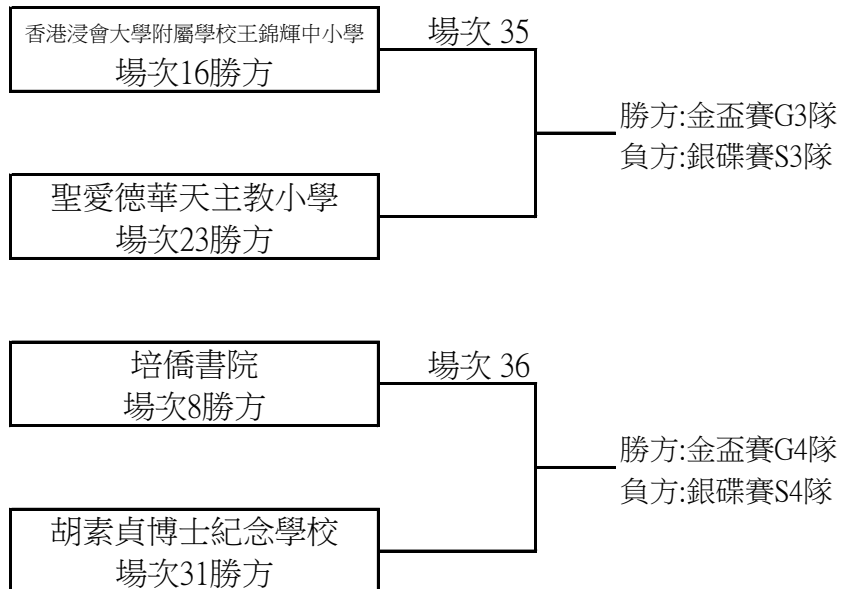 香港浸會大學附屬學校王錦輝中小學
場次16勝方
場次 35
勝方:金盃賽G3隊
負方:銀碟賽S3隊
聖愛德華天主教小學
場次23勝方
培僑書院
場次8勝方
場次 36
勝方:金盃賽G4隊
負方:銀碟賽S4隊
胡素貞博士紀念學校
場次31勝方